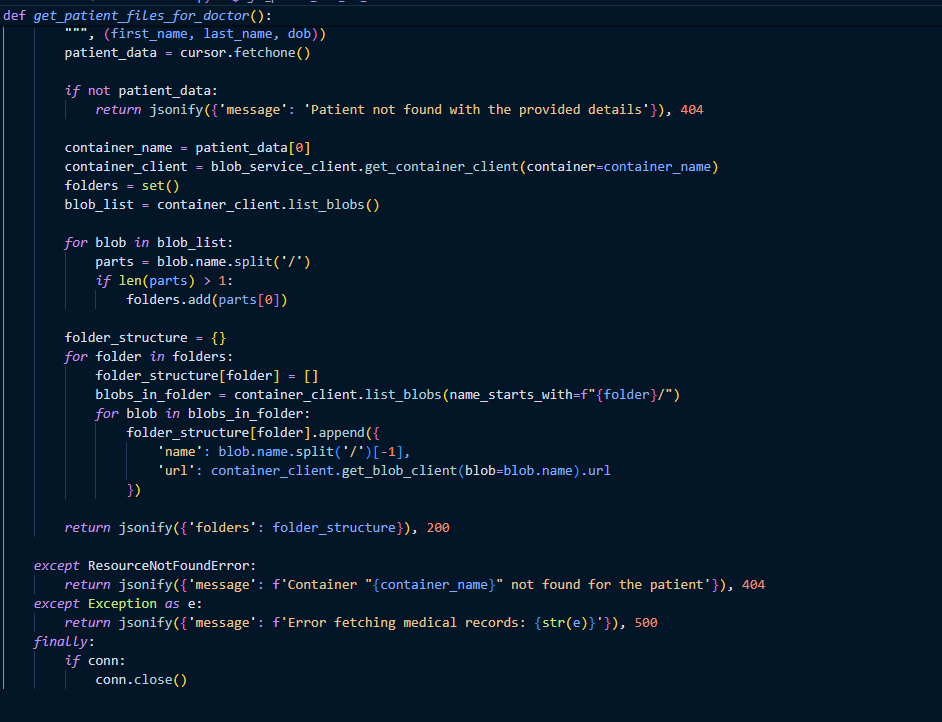 def get_patient_files_for_doctor():
        """, (first_name, last_name, dob))
        patient_data = cursor.fetchone()

        if not patient_data:
            return jsonify({'message': 'Patient not found with the provided details'}), 404

        container_name = patient_data[0]
        container_client = blob_service_client.get_container_client(container=container_name)
        folders = set()
        blob_list = container_client.list_blobs()

        for blob in blob_list:
            parts = blob.name.split('/')
            if len(parts) > 1:
                folders.add(parts[0])

        folder_structure = {}
        for folder in folders:
            folder_structure[folder] = []
            blobs_in_folder = container_client.list_blobs(name_starts_with=f"{folder}/")
            for blob in blobs_in_folder:
                folder_structure[folder].append({
                    'name': blob.name.split('/')[-1],
                    'url': container_client.get_blob_client(blob=blob.name).url
                })

        return jsonify({'folders': folder_structure}), 200

    except ResourceNotFoundError:
        return jsonify({'message': f'Container "{container_name}" not found for the patient'}), 404
    except Exception as e:
        return jsonify({'message': f'Error fetching medical records: {str(e)}'}), 500
    finally:
        if conn:
            conn.close()